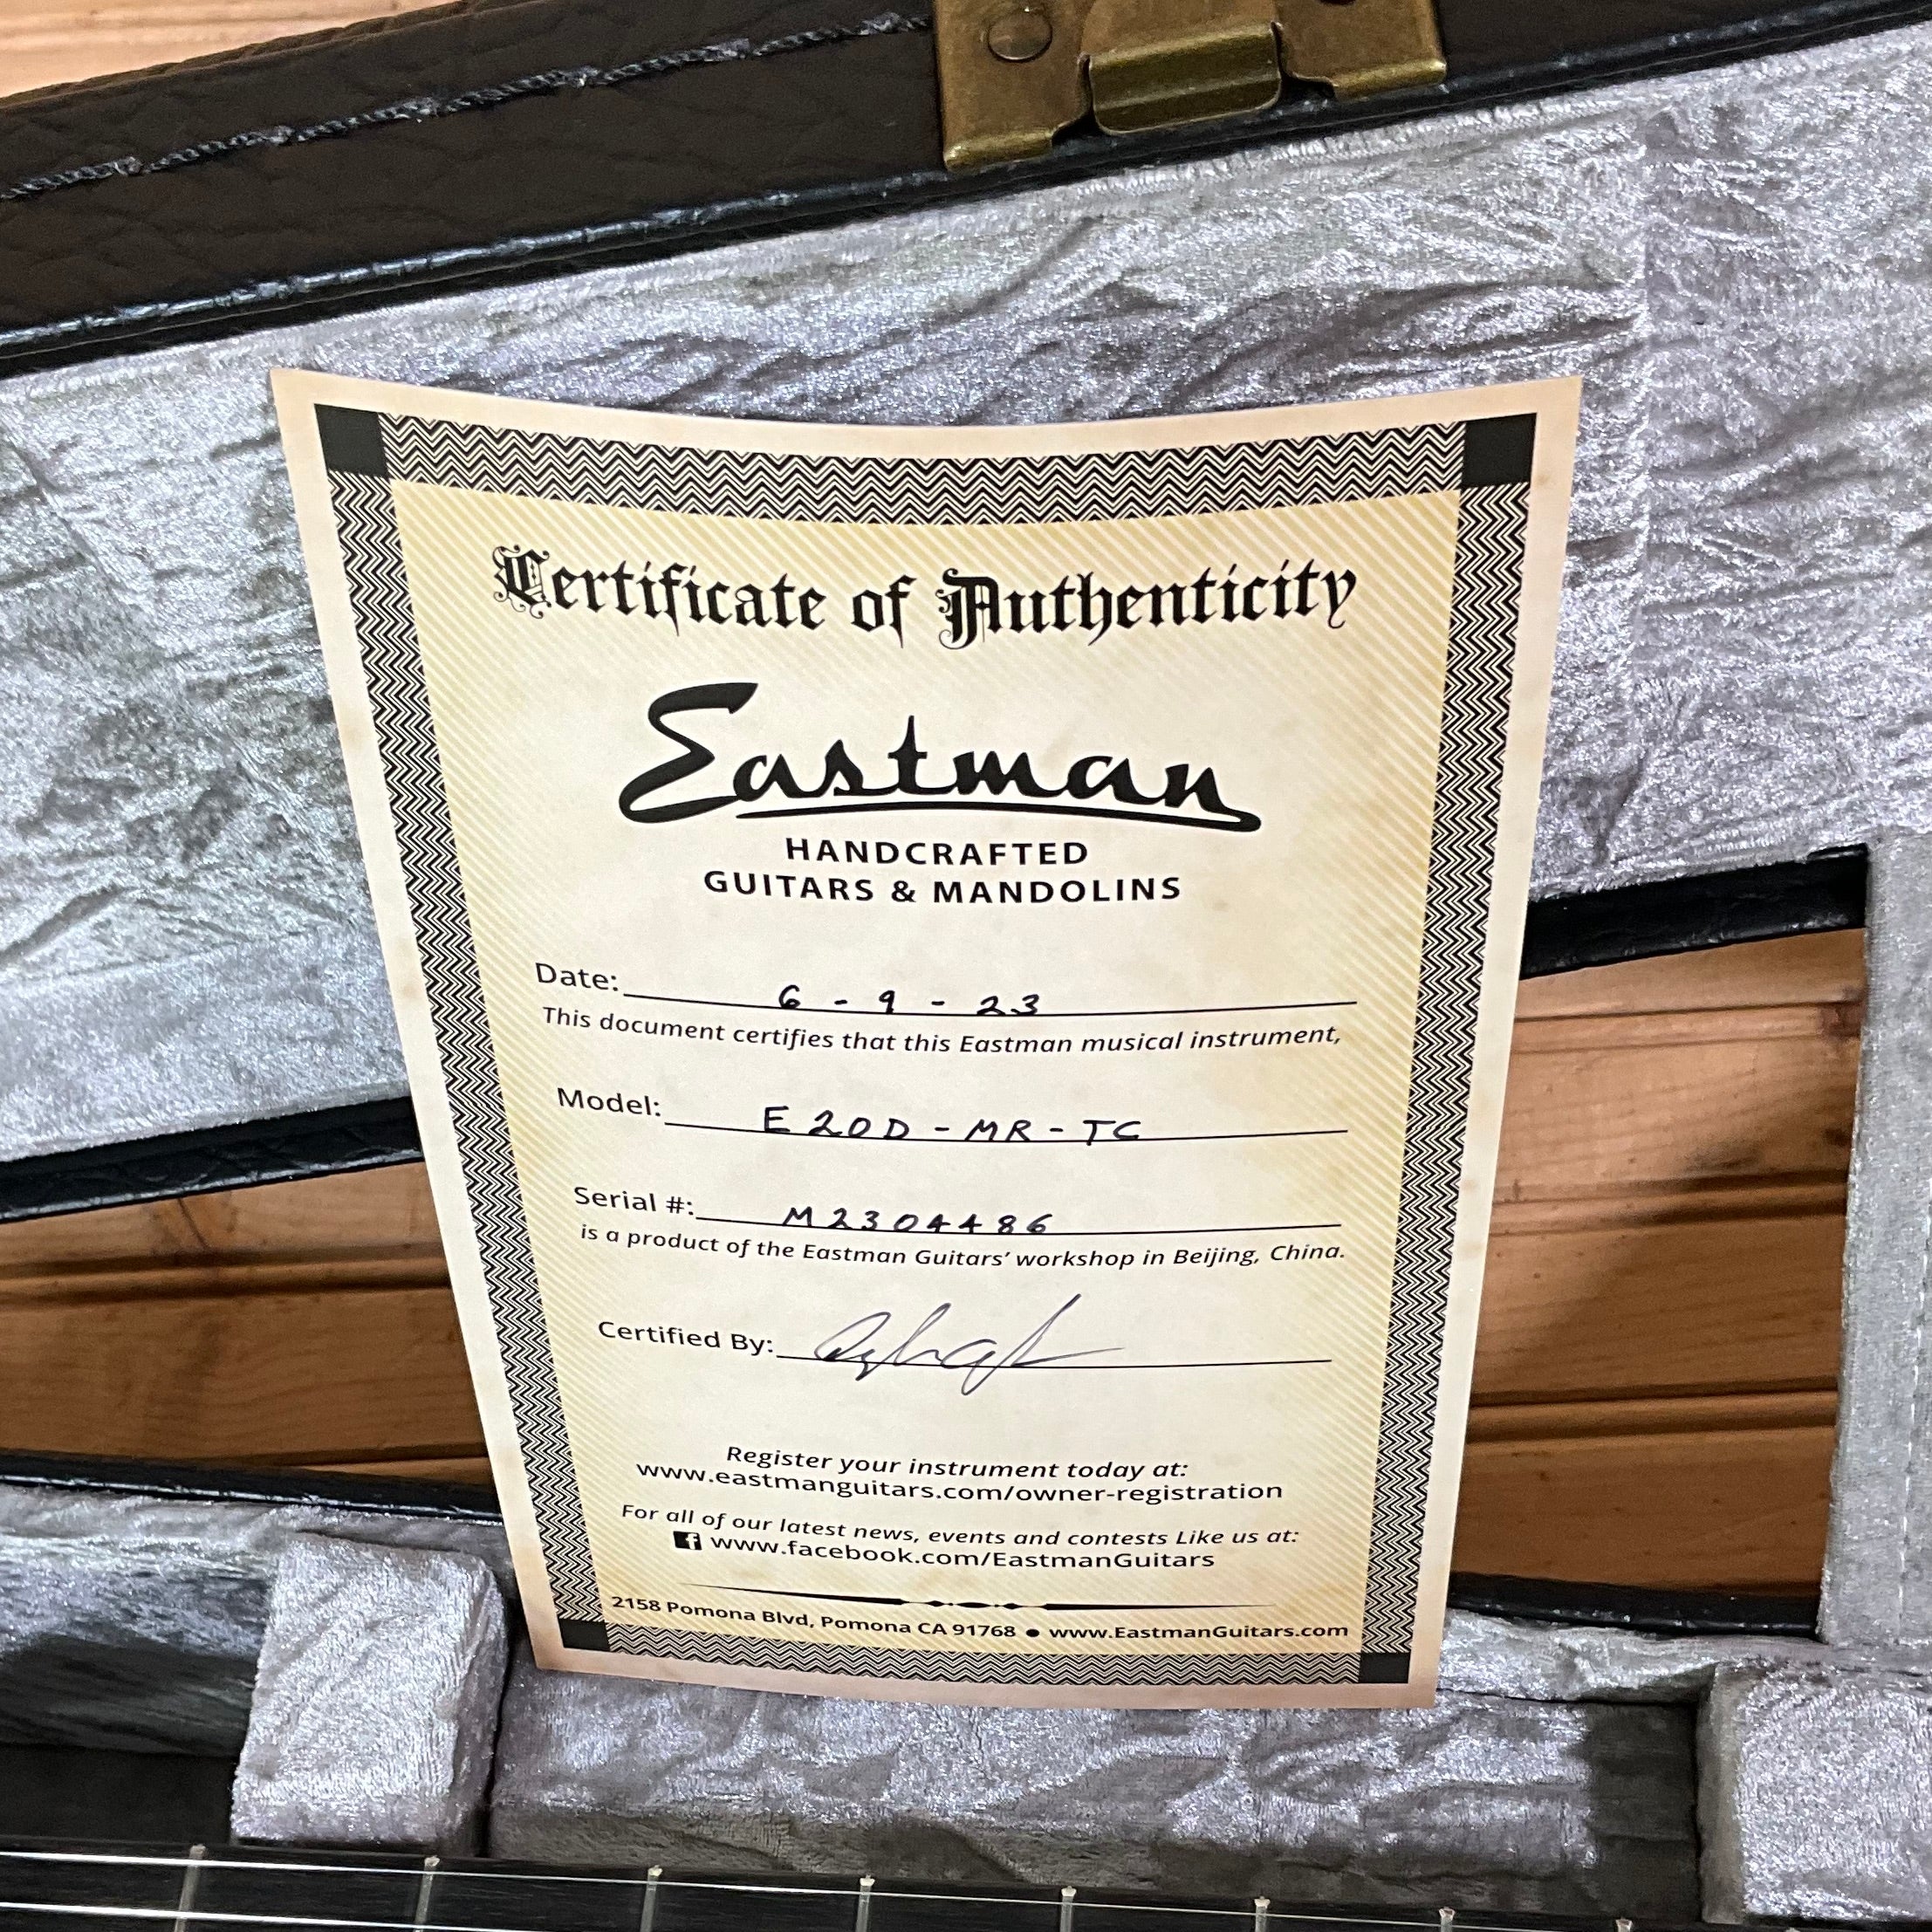 Certificate of Authenticity
Eastman
HANDCRAFTED
GUITARS & MANDOLINS
Date: 6 - 9 - 23
This document certifies that this Eastman musical instrument,
Model: E20D - MR - TC
Serial #: M2304486
is a product of the Eastman Guitars' workshop in Beijing, China.
Certified By:
Register your instrument today at:
www.eastmanguitars.com/owner-registration
For all of our latest news, events and contests Like us at:
f www.facebook.com/EastmanGuitars
2158 Pomona Blvd, Pomona CA 91768 ● www.EastmanGuitars.com